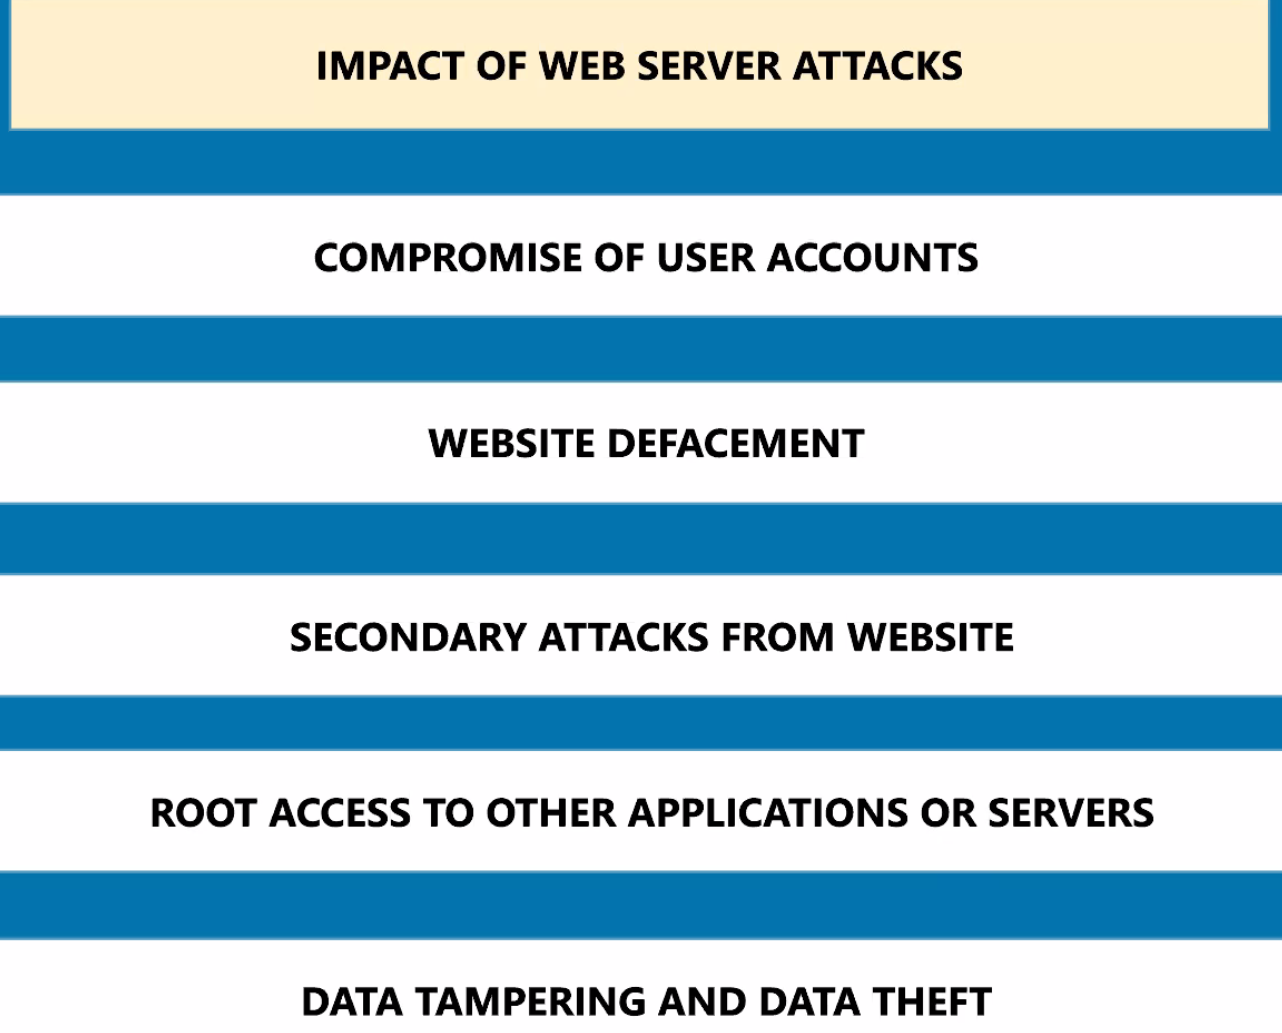 IMPACT OF WEB SERVER ATTACKS
COMPROMISE OF USER ACCOUNTS
WEBSITE DEFACEMENT
SECONDARY ATTACKS FROM WEBSITE
ROOT ACCESS TO OTHER APPLICATIONS OR SERVERS
DATA TAMPERING AND DATA THEFT